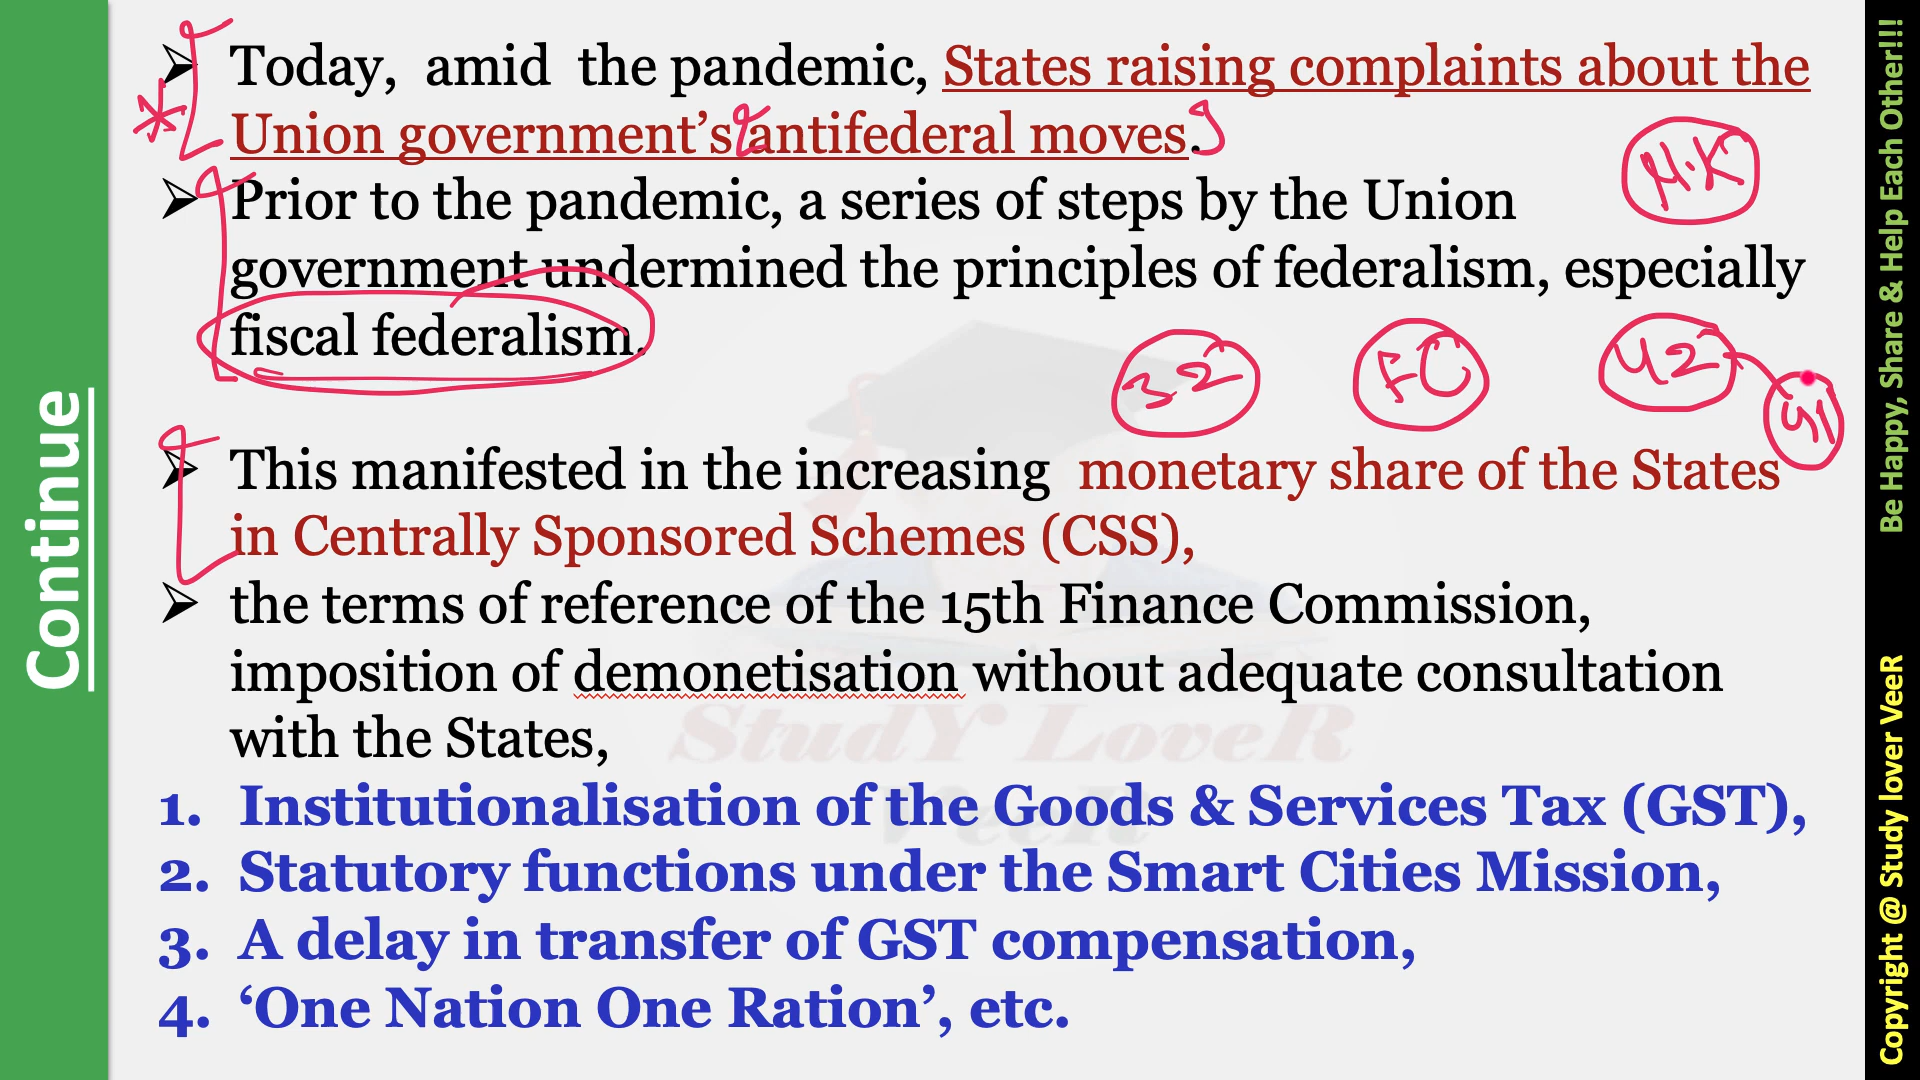 Continue
Today, amid the pandemic, States raising complaints about the
Union government's antifederal moves.
M.K
Prior to the pandemic, a series of steps by the Union
government undermined the principles of federalism, especially
fiscal federalism.
32
FC
42
41
This manifested in the increasing monetary share of the States
in Centrally Sponsored Schemes (CSS),
the terms of reference of the 15th Finance Commission,
imposition of demonetisation without adequate consultation
with the States,
StudY LoveR
VeeR
1. Institutionalisation of the Goods & Services Tax (GST),
2. Statutory functions under the Smart Cities Mission,
3. A delay in transfer of GST compensation,
4. ‘One Nation One Ration’, etc.
Be Happy, Share & Help Each Other!!!
Copyright @ Study lover VeeR